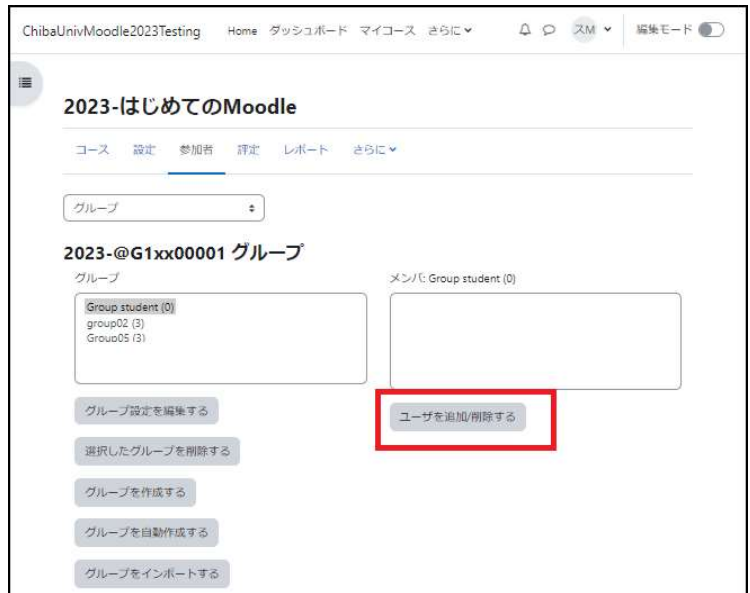 ChibaUnivMoodle2023Testing Home ダッシュボード マイコース さらに スM 編集モード
2023-はじめてのMoodle
コース 設定 参加者 評定 レポート さらに
グループ
2023-@G1xx00001 グループ
グループ メンバ: Group student (0)
Group student (0)
group02 (3)
Group05 (3)
グループ設定を編集する ユーザを追加/削除する
選択したグループを削除する
グループを作成する
グループを自動作成する
グループをインポートする